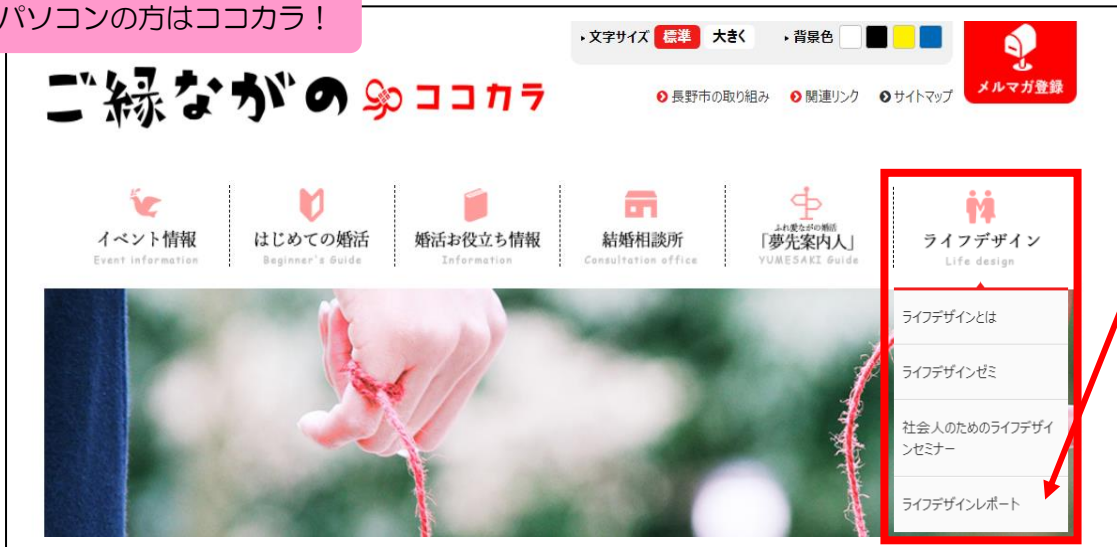 パソコンの方はココカラ！
文字サイズ 標準 大きく 背景色
メルマガ登録
ご縁ながの ココカラ
長野市の取り組み 関連リンク サイトマップ
イベント情報
Event information
はじめての婚活
Beginner's Guide
婚活お役立ち情報
Information
結婚相談所
Consultation office
ふれ愛ながの婚活
「夢先案内人」
YUMESAKI Guide
ライフデザイン
Life design
ライフデザインとは
ライフデザインゼミ
社会人のためのライフデザイ
ンセミナー
ライフデザインレポート